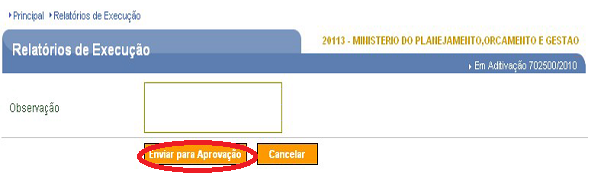 Principal Relatórios de Execução
20113 - MINISTERIO DO PLANEJAMENTO,ORCAMENTO E GESTAO
Relatórios de Execução
Em Aditivação 702500/2010
Observação
Enviar para Aprovação Cancelar